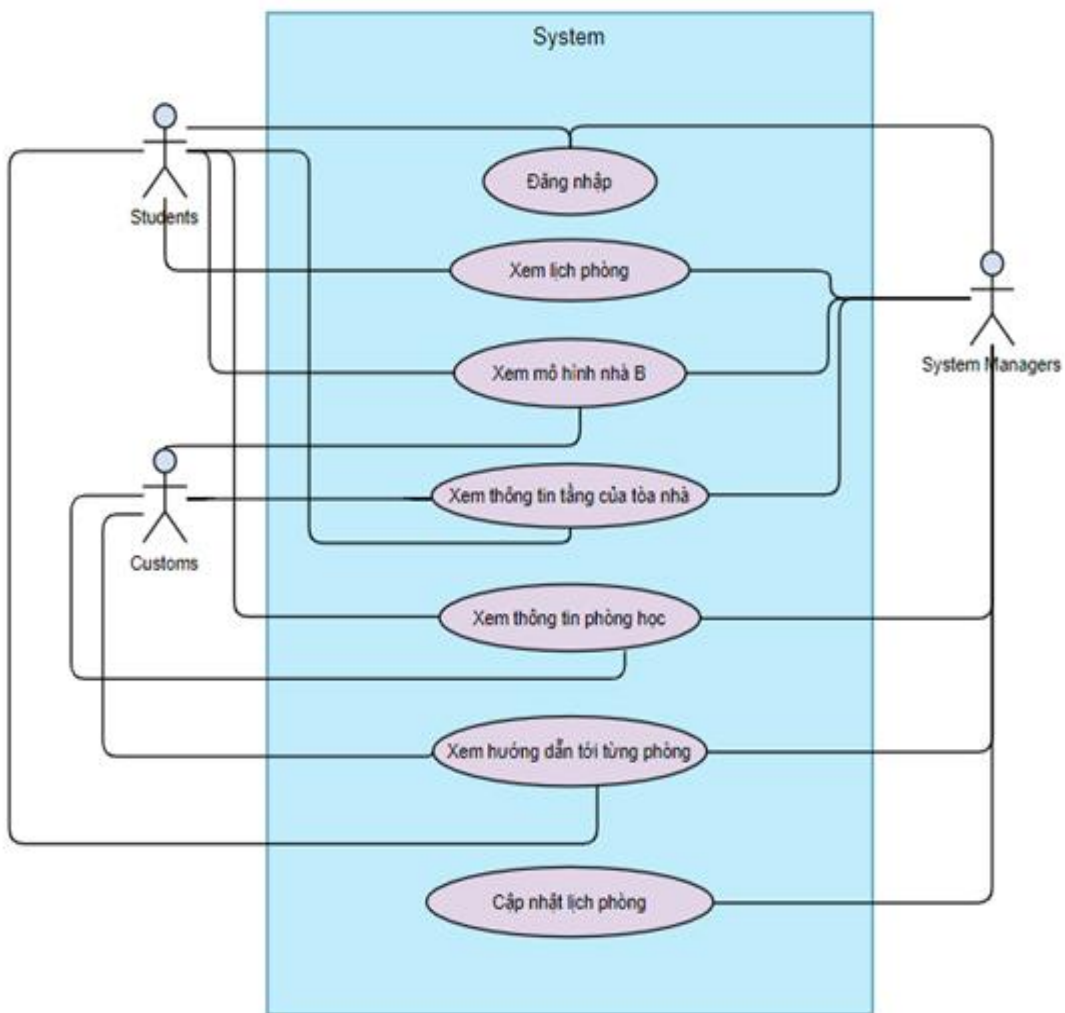 System
Students
Đăng nhập
Xem lịch phòng
System Managers
Xem mô hình nhà B
Xem thông tin tầng của tòa nhà
Customs
Xem thông tin phòng học
Xem hướng dẫn tới từng phòng
Cập nhật lịch phòng